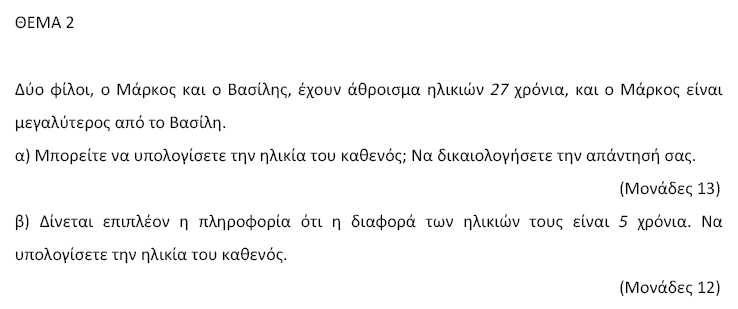 ΘΕΜΑ 2
Δύο φίλοι, ο Μάρκος και ο Βασίλης, έχουν άθροισμα ηλικιών 27 χρόνια, και ο Μάρκος είναι
μεγαλύτερος από το Βασίλη.
α) Μπορείτε να υπολογίσετε την ηλικία του καθενός; Να δικαιολογήσετε την απάντησή σας.
(Μονάδες 13)
β) Δίνεται επιπλέον η πληροφορία ότι η διαφορά των ηλικιών τους είναι 5 χρόνια. Να
υπολογίσετε την ηλικία του καθενός.
(Μονάδες 12)